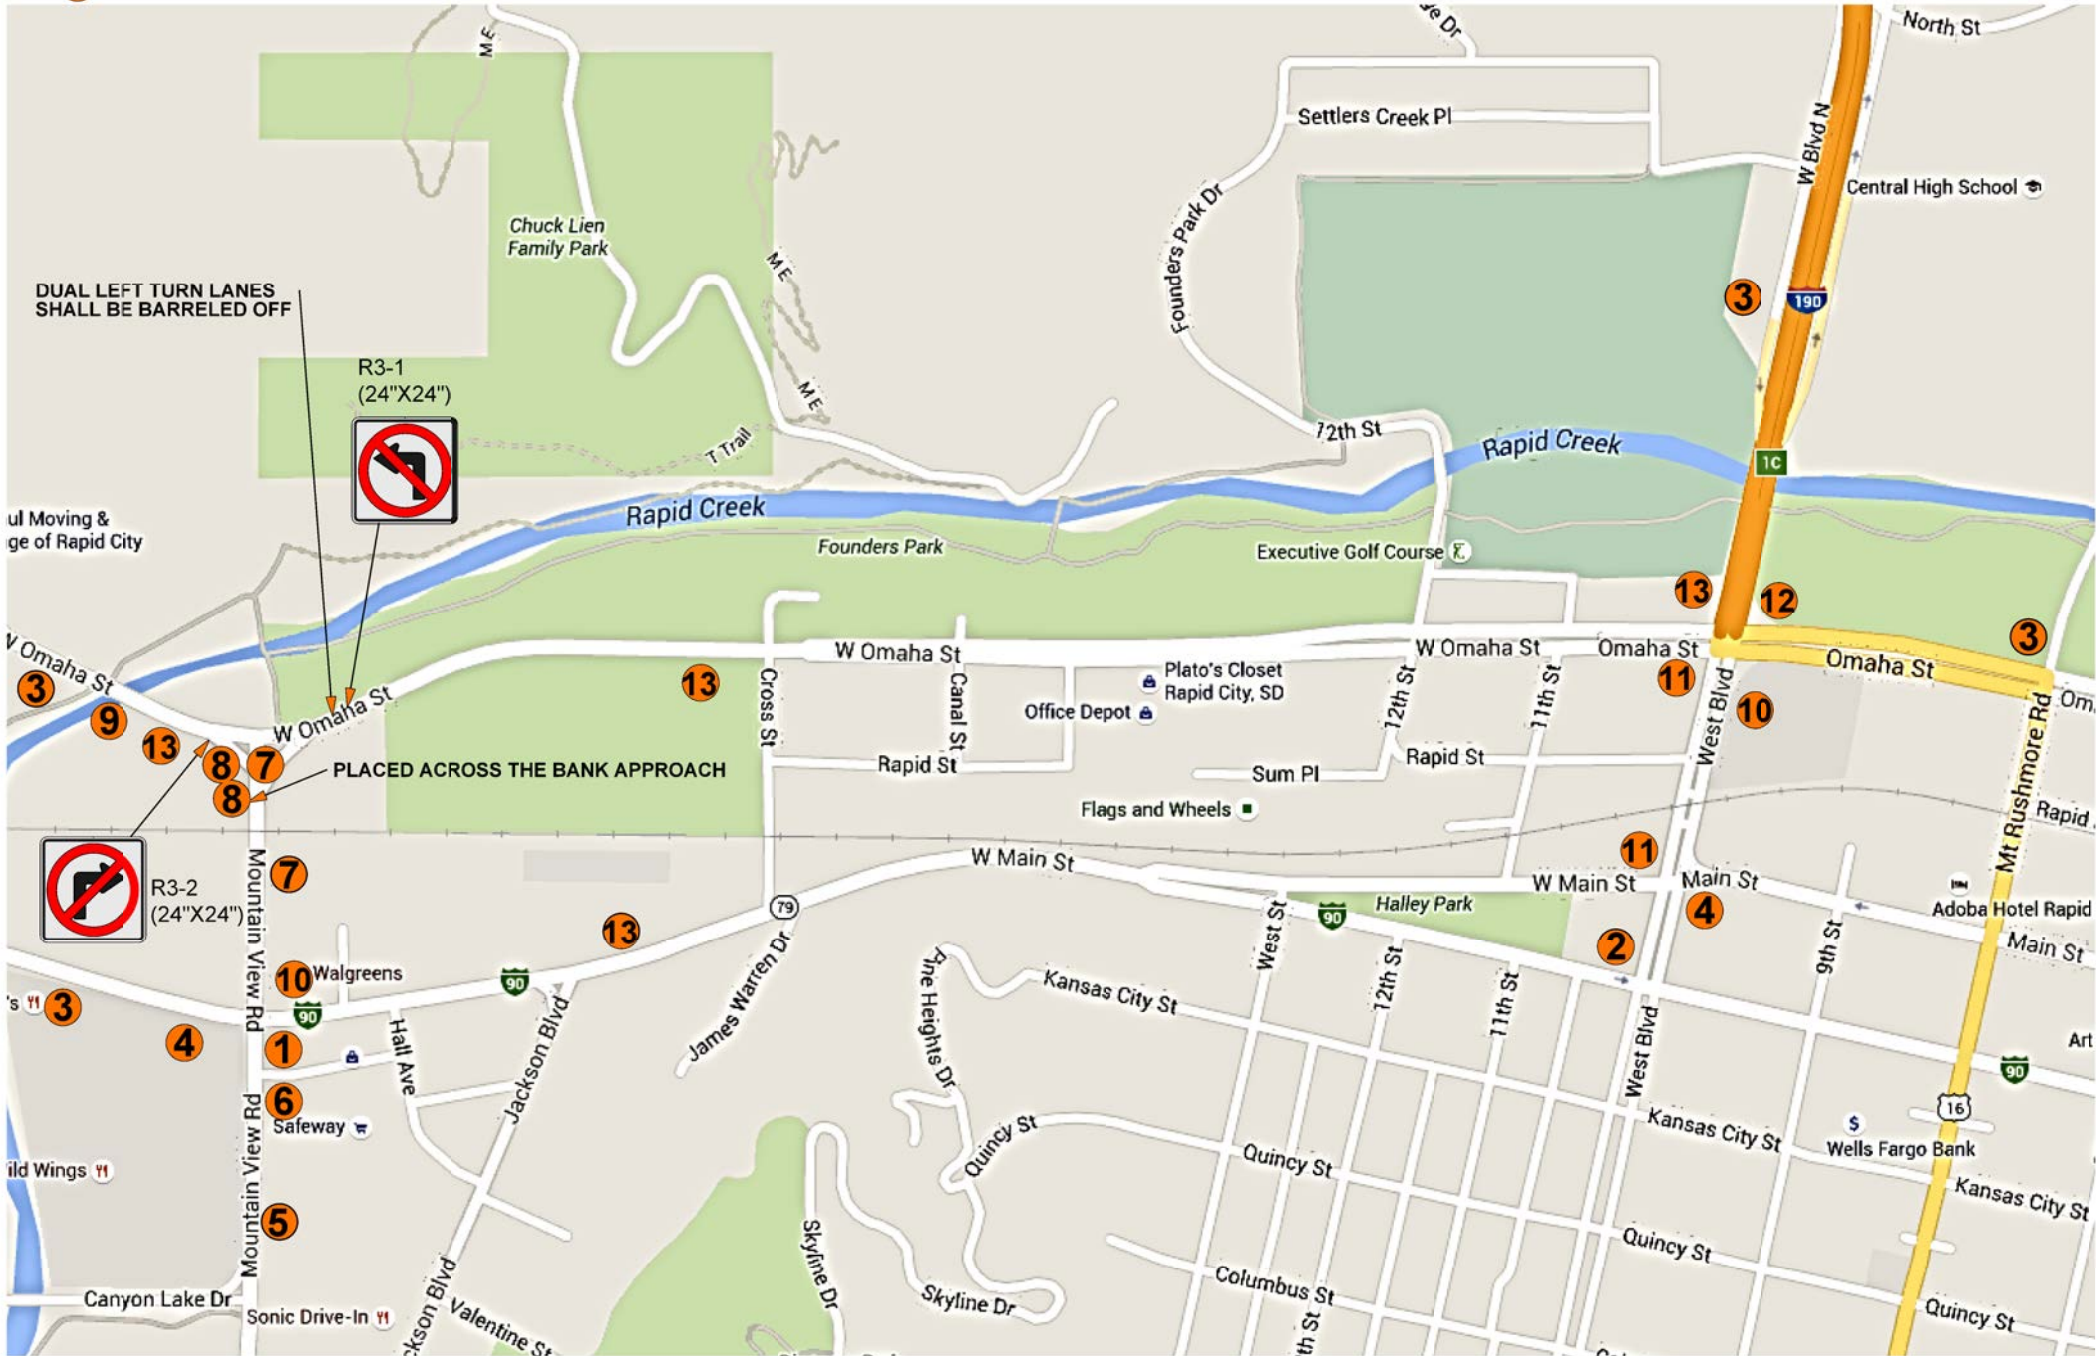 North St
Settlers Creek Pl
W Blvd N
Central High School
Chuck Lien
Family Park
Founders Park Dr
M E
M E
M E
DUAL LEFT TURN LANES
SHALL BE BARRELED OFF
3
190
R3-1
(24"X24")
T Trail
12th St
Rapid Creek
1C
Rapid Creek
Moving &
of Rapid City
Founders Park
Executive Golf Course
13
12
3
W Omaha St
W Omaha St
W Omaha St
Omaha St
Omaha St
3
9
13
W Omaha St
13
Cross St
Canal St
Plato's Closet
Rapid City, SD
Office Depot
12th St
11th St
11
West Blvd
10
Mt Rushmore Rd
8
7
8
PLACED ACROSS THE BANK APPROACH
Rapid St
Sum Pl
Rapid St
Flags and Wheels
Rapid
R3-2
(24"X24")
Mountain View Rd
7
W Main St
11
W Main St
Main St
79
90
Halley Park
4
Adoba Hotel Rapid
13
2
Main St
10
Walgreens
90
90
3
4
1
6
Safeway
Hall Ave
Jackson Blvd
James Warren Dr
Pine Heights Dr
Kansas City St
West St
12th St
11th St
West Blvd
9th St
Art
90
16
Mountain View Rd
Wings
5
Quincy St
Quincy St
Kansas City St
Wells Fargo Bank
Kansas City St
Quincy St
Canyon Lake Dr
Sonic Drive-In
Valentine St
Skyline Dr
Skyline Dr
Columbus St
Quincy St